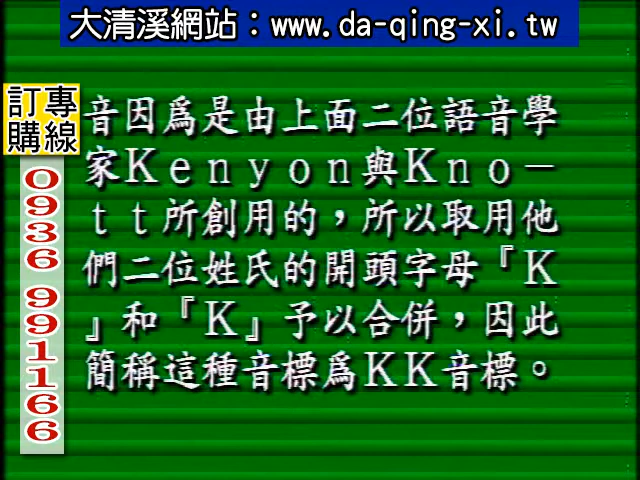 大清溪網站：www.da-qing-xi.tw
訂購專線
0936 991166
音因爲是由上面二位語音學
家Ｋｅｎｙｏｎ與Ｋｎｏ－
ｔｔ所創用的，所以取用他
們二位姓氏的開頭字母『Ｋ
』和『Ｋ』予以合併，因此
簡稱這種音標爲ＫＫ音標。